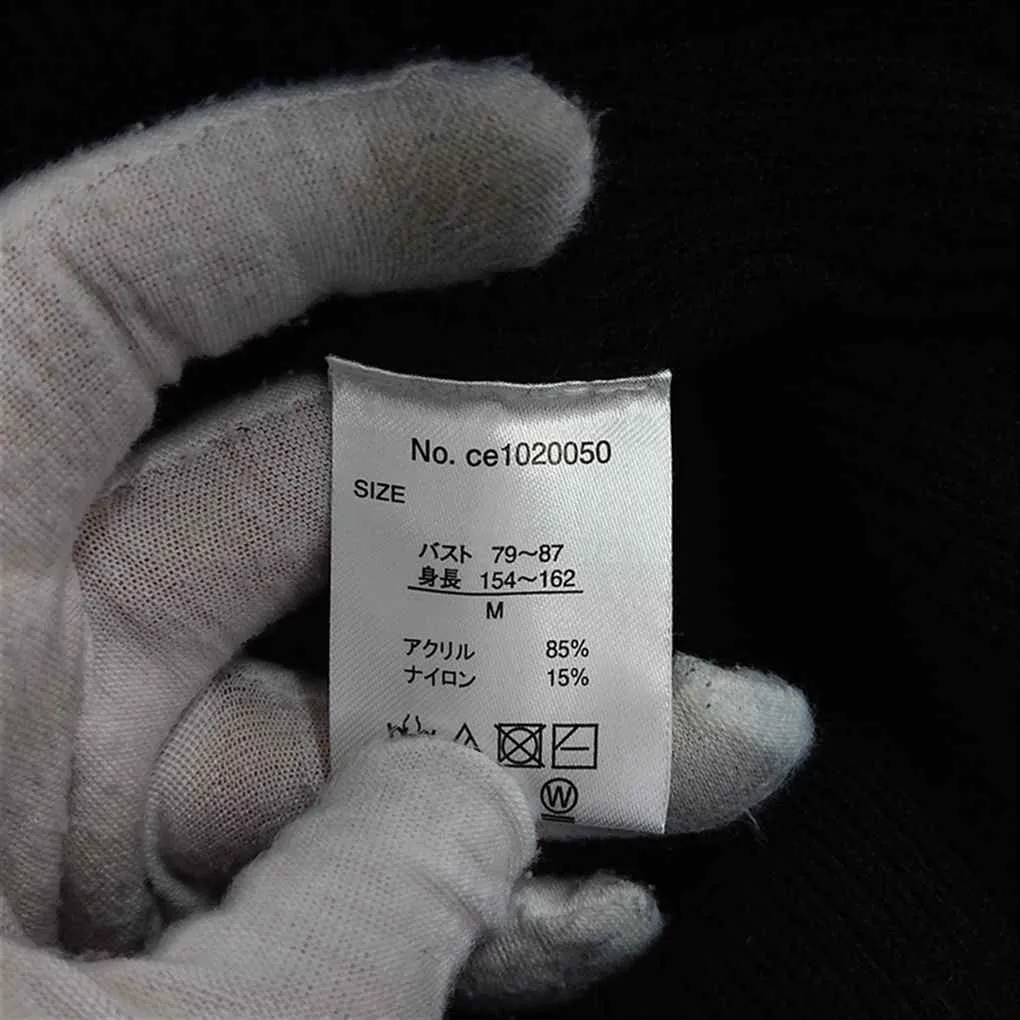 No. ce1020050
SIZE
バスト 79〜87
身長 154〜162
M
アクリル 85%
ナイロン 15%
W